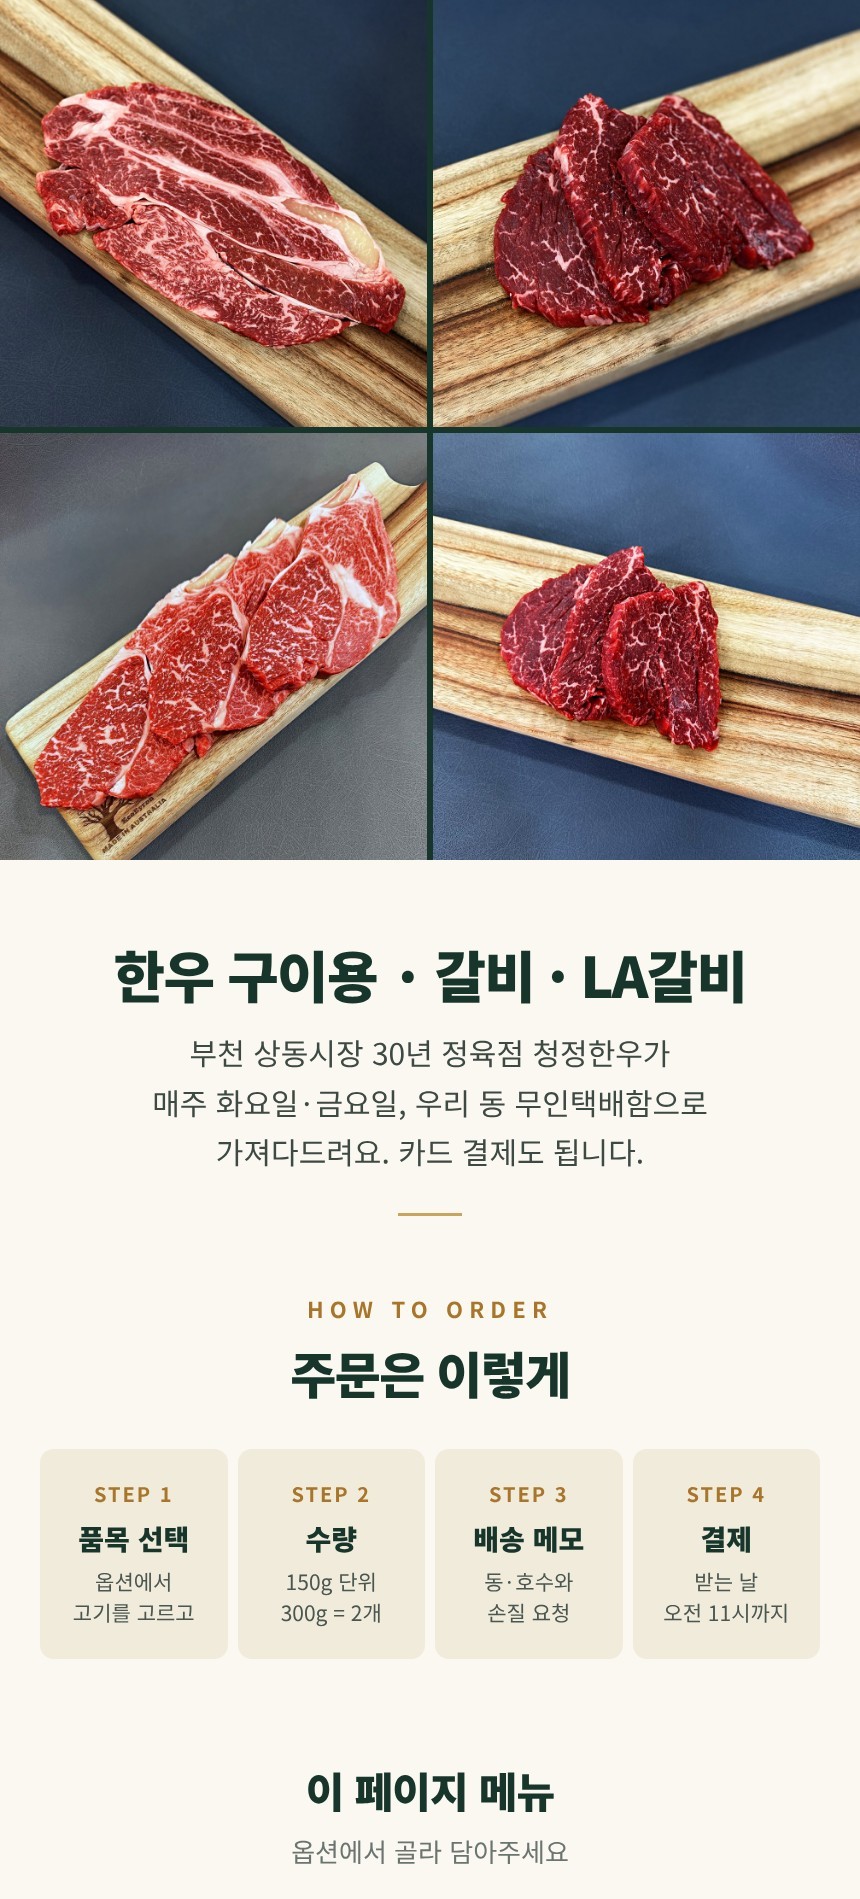 MADE IN AUSTRALIA
한우 구이용 · 갈비 · LA갈비
부천 상동시장 30년 정육점 청정한우가
매주 화요일·금요일, 우리 동 무인택배함으로
가져다드려요. 카드 결제도 됩니다.
HOW TO ORDER
주문은 이렇게
STEP 1
품목 선택
옵션에서
고기를 고르고
STEP 2
수량
150g 단위
300g = 2개
STEP 3
배송 메모
동·호수와
손질 요청
STEP 4
결제
받는 날
오전 11시까지
이 페이지 메뉴
옵션에서 골라 담아주세요